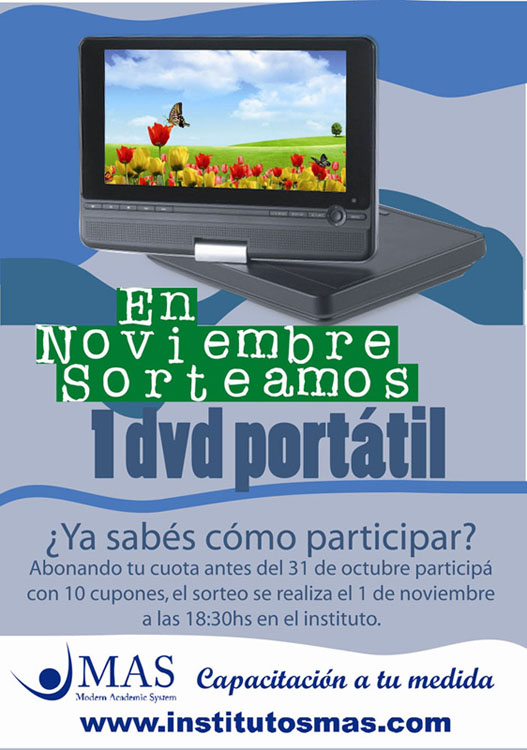 En
Noviembre
Sorteamos
1 dvd portátil
¿Ya sabés cómo participar?
Abonando tu cuota antes del 31 de octubre participá
con 10 cupones, el sorteo se realiza el 1 de noviembre
a las 18:30hs en el instituto.
MAS
Modern Academic System
Capacitación a tu medida
www.institutosmas.com